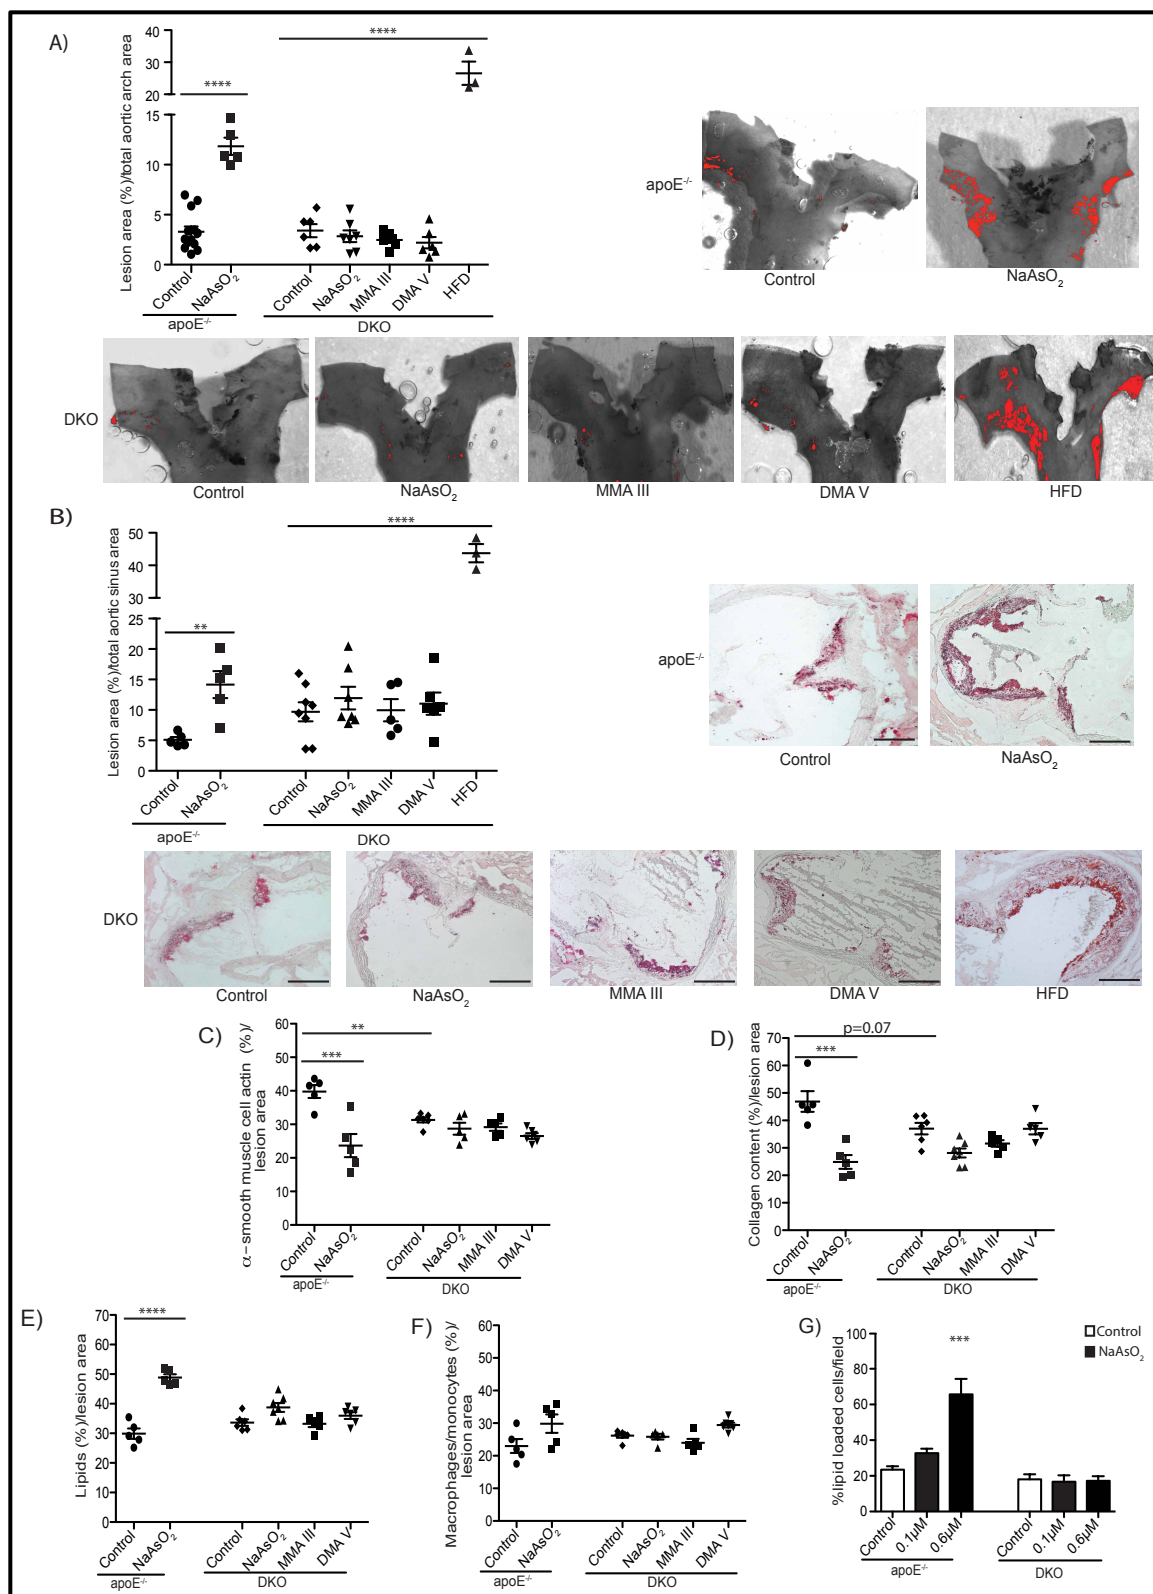 A)
Lesion area (%)/total aortic arch area
40
30
20
15
10
5
0
****
****
Control
NaAsO2
Control
NaAsO2
MMA III
DMA V
HFD
apoE-/-
DKO
apoE-/-
Control
NaAsO2
DKO
Control
NaAsO2
MMA III
DMA V
HFD
B)
Lesion area (%)/total aortic sinus area
50
40
30
25
20
15
10
5
0
**
****
Control
NaAsO2
Control
NaAsO2
MMA III
DMA V
HFD
apoE-/-
DKO
apoE-/-
Control
NaAsO2
DKO
Control
NaAsO2
MMA III
DMA V
HFD
C)
α-smooth muscle cell actin (%)/
lesion area
60
50
40
30
20
10
0
**
***
Control
NaAsO2
Control
NaAsO2
MMA III
DMA V
apoE-/-
DKO
D)
Collagen content (%)/lesion area
70
60
50
40
30
20
10
0
p=0.07
***
Control
NaAsO2
Control
NaAsO2
MMA III
DMA V
apoE-/-
DKO
E)
Lipids (%)/lesion area
70
60
50
40
30
20
10
0
****
Control
NaAsO2
Control
NaAsO2
MMA III
DMA V
apoE-/-
DKO
F)
Macrophages/monocytes (%)/
lesion area
60
50
40
30
20
10
0
Control
NaAsO2
Control
NaAsO2
MMA III
DMA V
apoE-/-
DKO
G)
%lipid loaded cells/field
100
80
60
40
20
0
***
Control
NaAsO2
Control
0.1µM
0.6µM
Control
0.1µM
0.6µM
apoE-/-
DKO